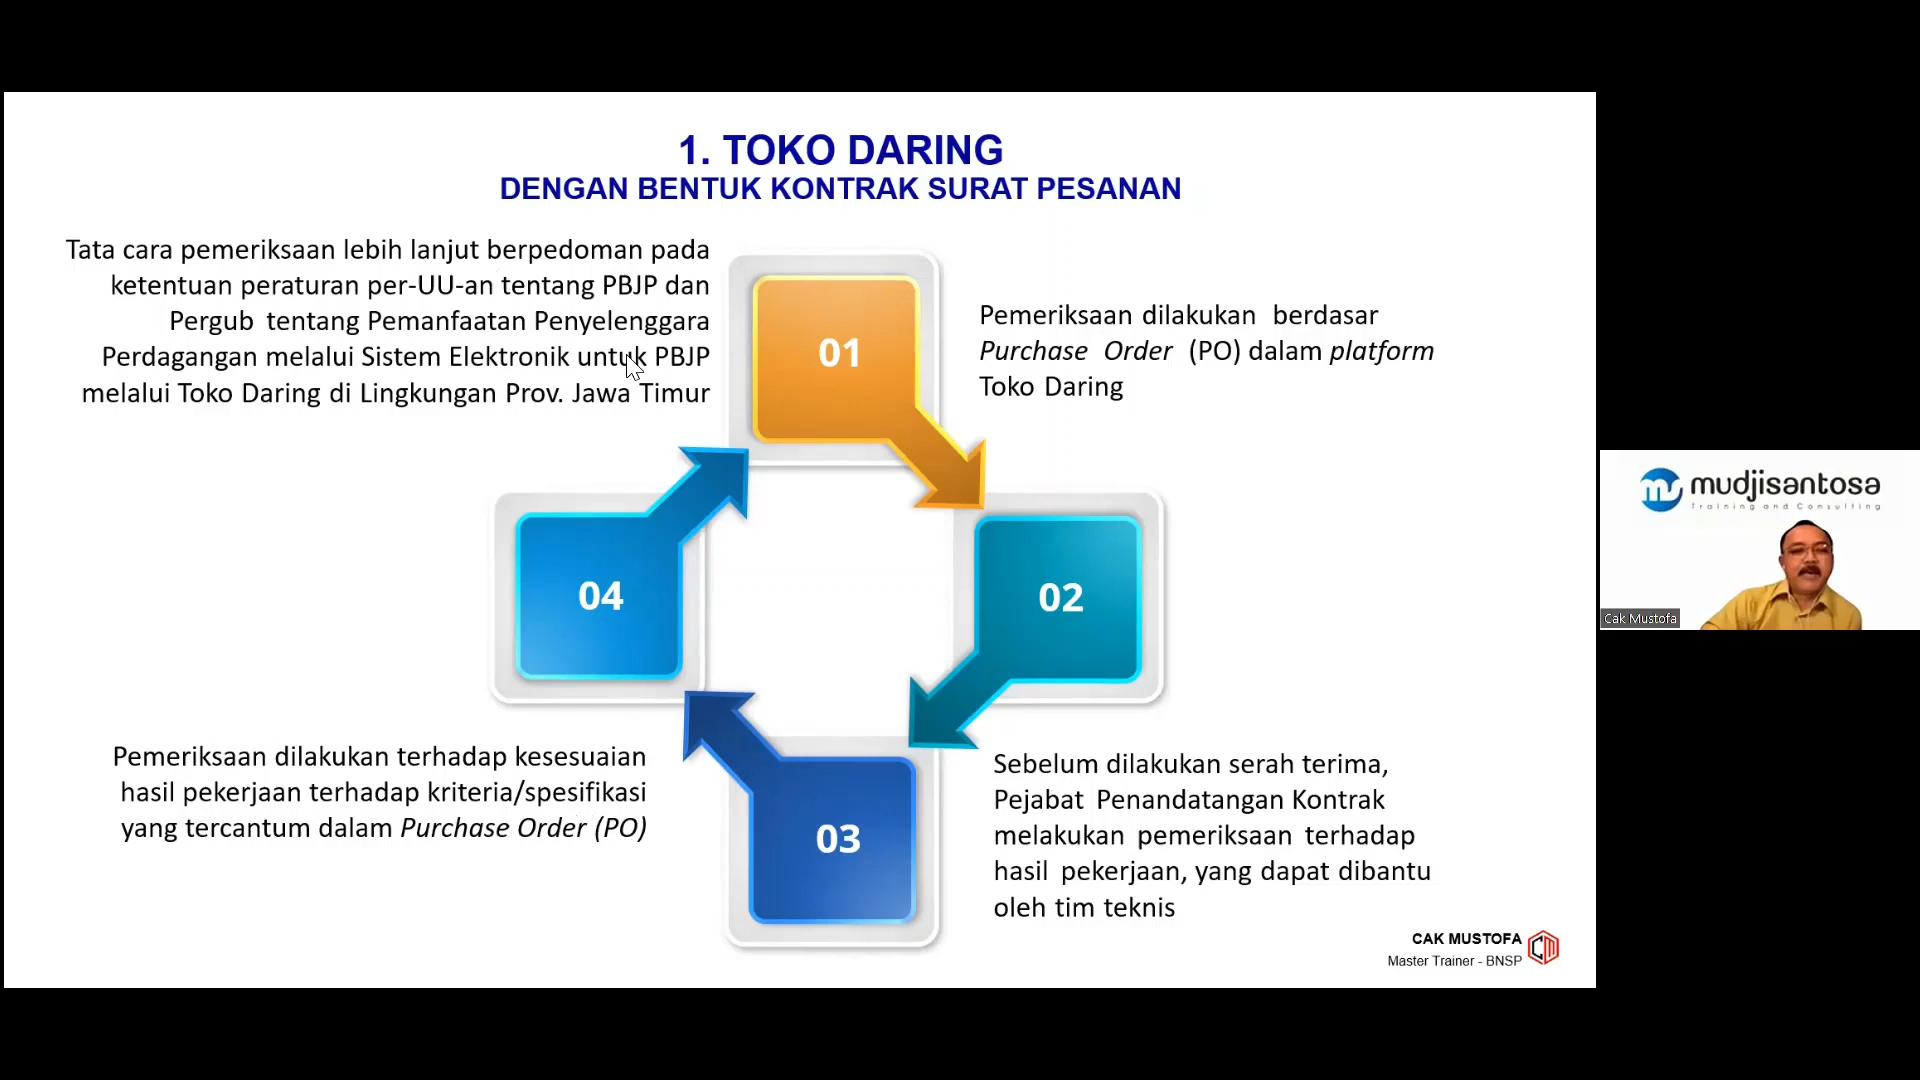 1. TOKO DARING
DENGAN BENTUK KONTRAK SURAT PESANAN
Tata cara pemeriksaan lebih lanjut berpedoman pada
ketentuan peraturan per-UU-an tentang PBJP dan
Pergub tentang Pemanfaatan Penyelenggara
Perdagangan melalui Sistem Elektronik untuk PBJP
melalui Toko Daring di Lingkungan Prov. Jawa Timur
01
Pemeriksaan dilakukan berdasar
Purchase Order (PO) dalam platform
Toko Daring
04
02
Pemeriksaan dilakukan terhadap kesesuaian
hasil pekerjaan terhadap kriteria/spesifikasi
yang tercantum dalam Purchase Order (PO)
03
Sebelum dilakukan serah terima,
Pejabat Penandatangan Kontrak
melakukan pemeriksaan terhadap
hasil pekerjaan, yang dapat dibantu
oleh tim teknis
CAK MUSTOFA
Master Trainer - BNSP
CM
mudjisantosa
Training and Consulting
Cak Mustofa